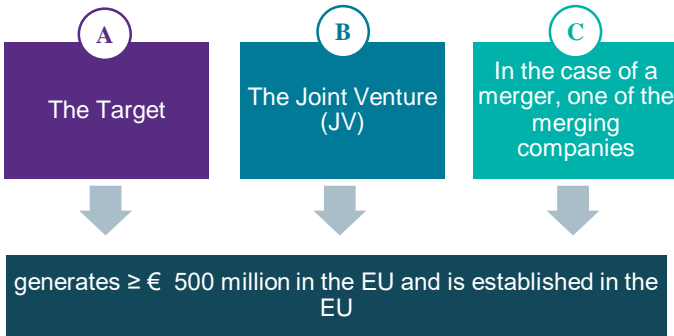 A
The Target
B
The Joint Venture
(JV)
C
In the case of a
merger, one of the
merging
companies
generates ≥ € 500 million in the EU and is established in the
EU